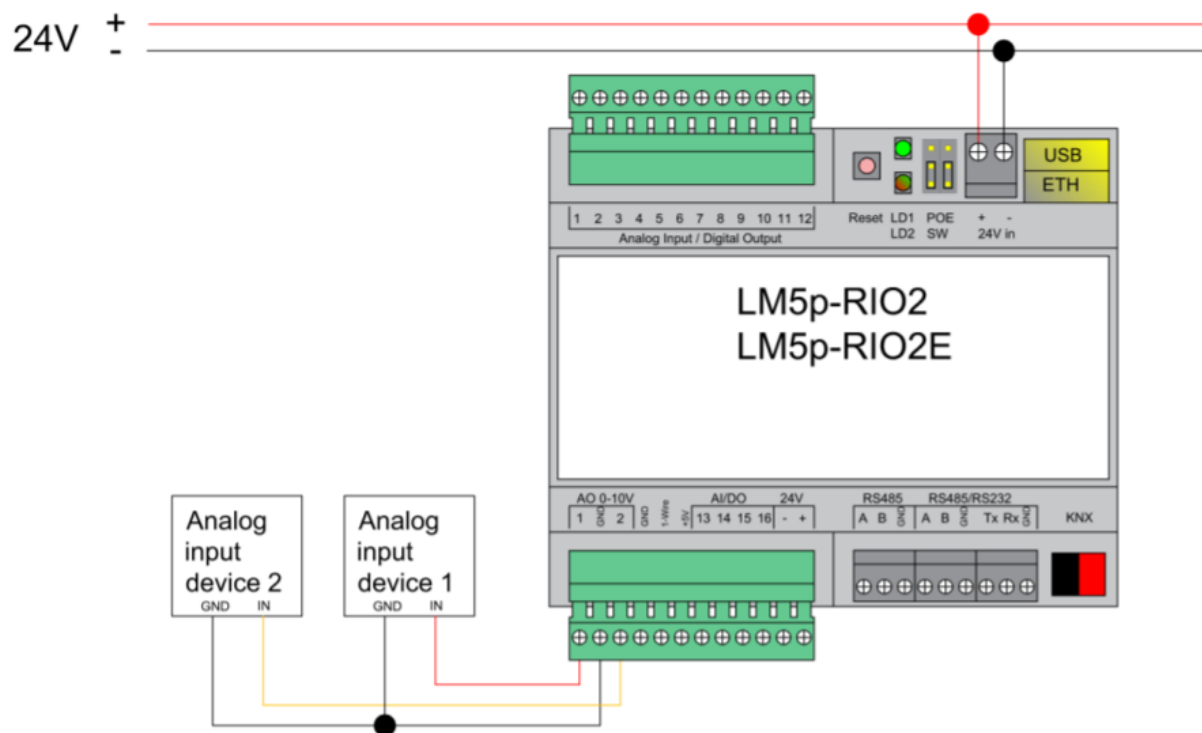 24V + -
USB
ETH
1 2 3 4 5 6 7 8 9 10 11 12
Analog Input / Digital Output
Reset LD1 POE + -
LD2 SW 24V in
LM5p-RIO2
LM5p-RIO2E
AO 0-10V AI/DO 24V RS485 RS485/RS232
1 GND 2 GND 1-Wire +5V 13 14 15 16 - + A B GND A B GND Tx Rx GND KNX
Analog
input
device 2
GND IN
Analog
input
device 1
GND IN